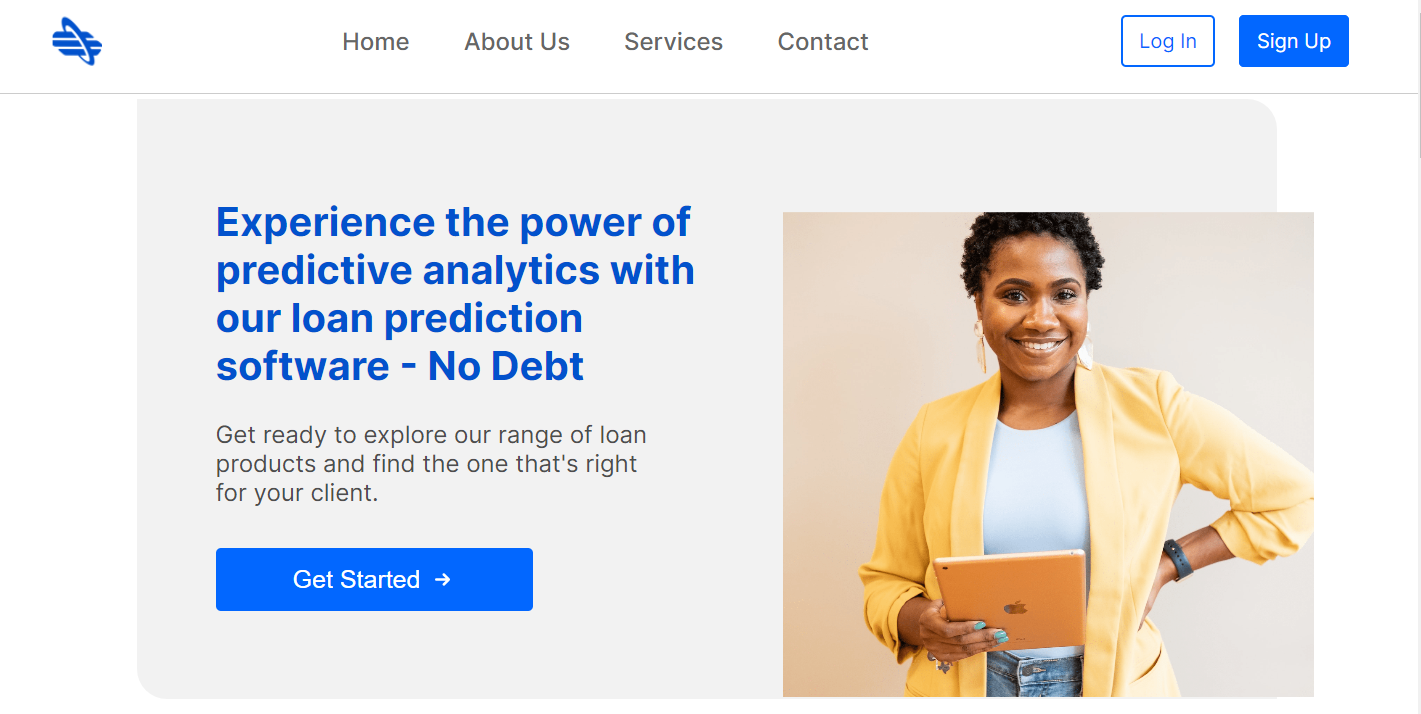 Home
About Us
Services
Contact
Log In
Sign Up
Experience the power of
predictive analytics with
our loan prediction
software - No Debt
Get ready to explore our range of loan
products and find the one that's right
for your client.
Get Started →